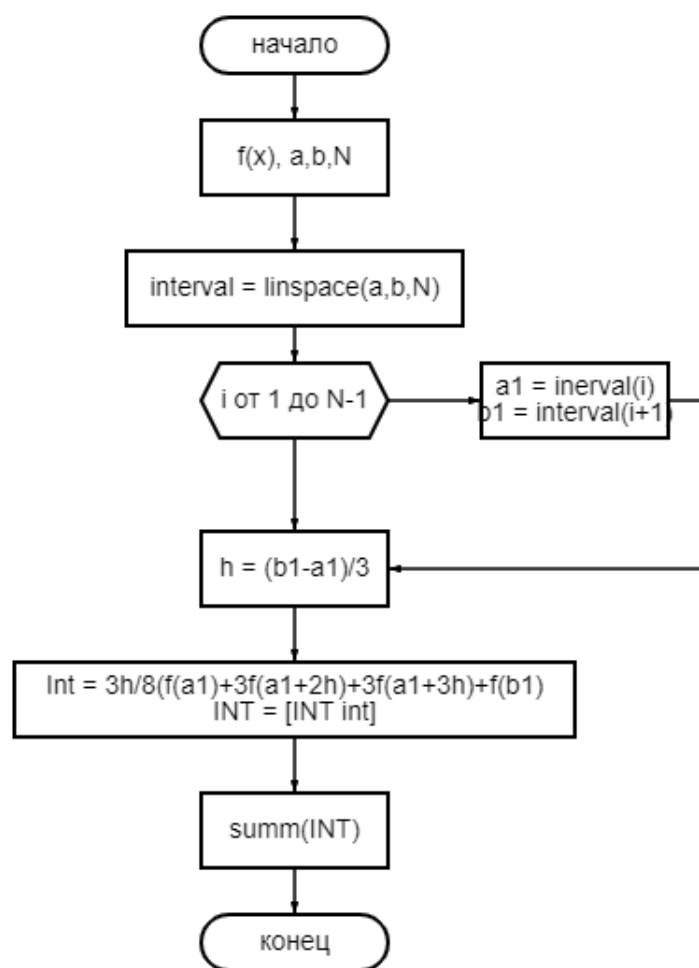 начало
f(x), a,b,N
interval = linspace(a,b,N)
i от 1 до N-1
a1 = inerval(i)
b1 = interval(i+1)
h = (b1-a1)/3
Int = 3h/8(f(a1)+3f(a1+2h)+3f(a1+3h)+f(b1)
INT = [INT int]
summ(INT)
конец